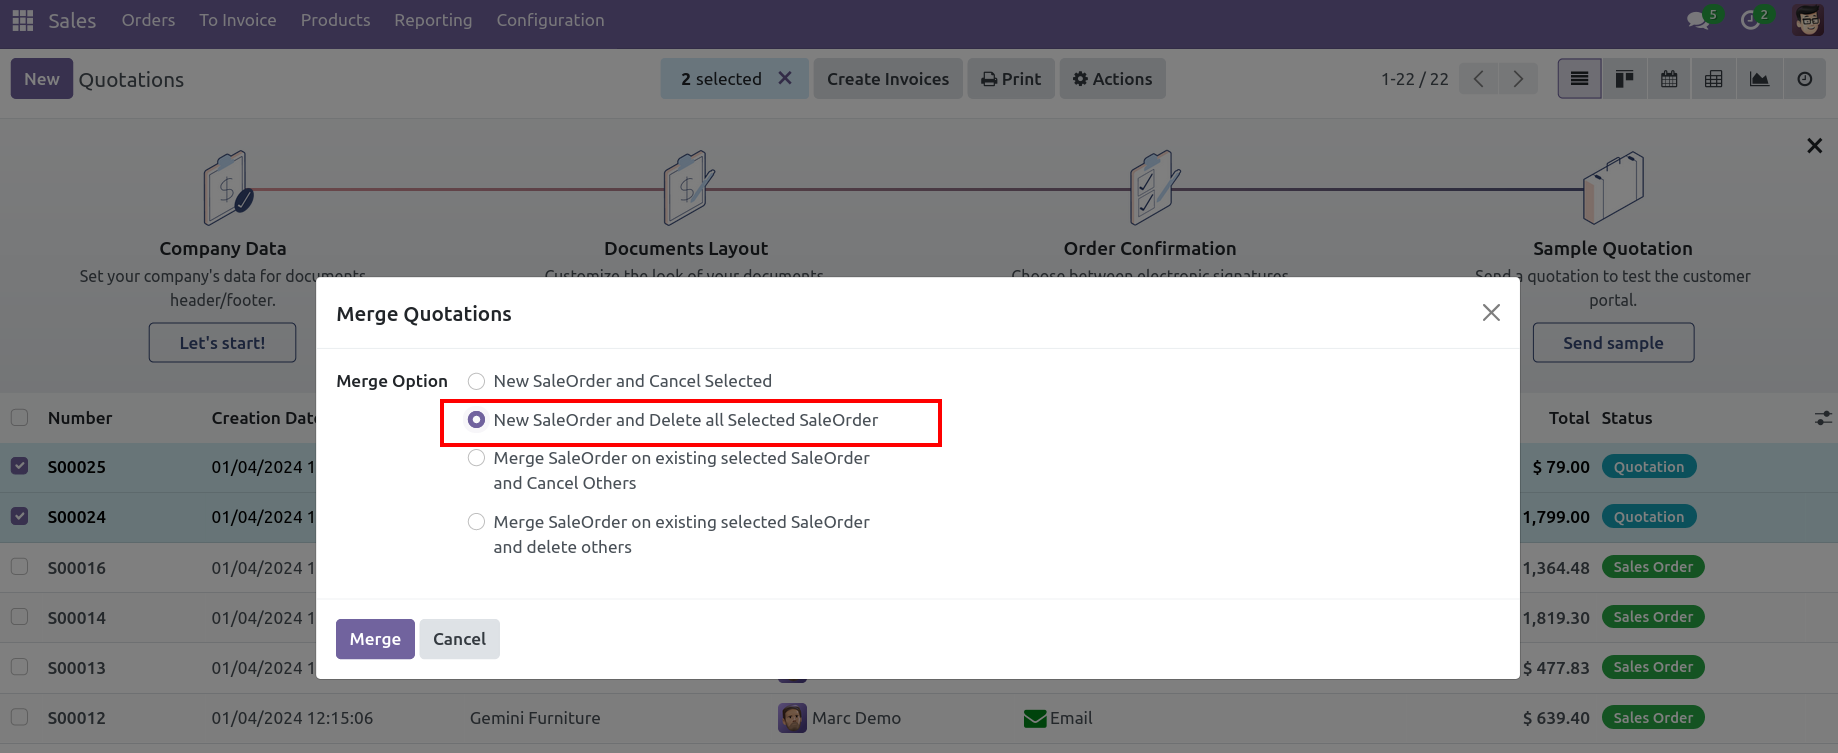 Sales Orders To Invoice Products Reporting Configuration 5 2
New Quotations 2 selected Create Invoices Print Actions 1-22 / 22
Company Data Documents Layout Order Confirmation Sample Quotation
Set your company's data for documents Customize the look of your documents Choose between electronic signatures Send a quotation to test the customer
header/footer. portal.
Let's start! Send sample
Merge Quotations
Merge Option New SaleOrder and Cancel Selected
New SaleOrder and Delete all Selected SaleOrder
Merge SaleOrder on existing selected SaleOrder
and Cancel Others
Merge SaleOrder on existing selected SaleOrder
and delete others
Merge Cancel
Number Creation Date Total Status
S00025 01/04/2024 1 $ 79.00 Quotation
S00024 01/04/2024 1 1,799.00 Quotation
S00016 01/04/2024 1 1,364.48 Sales Order
S00014 01/04/2024 1 1,819.30 Sales Order
S00013 01/04/2024 1 $ 477.83 Sales Order
S00012 01/04/2024 12:15:06 Gemini Furniture Marc Demo Email $ 639.40 Sales Order